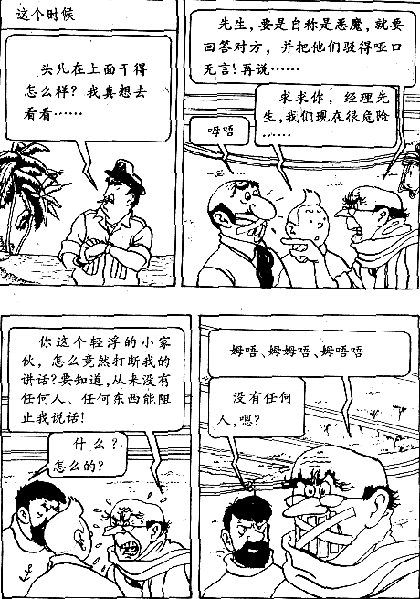 这个时候
头儿在上面干得
怎么样？我真想去
看看……
先生，要是自称是恶魔，就要
回答对方，并把他们驳得哑口
无言！再说……
求求你，经理先
生，我们现在很危险
……
呣唔
你这个轻浮的小家
伙，怎么竟然打断我的
讲话？要知道，从来没有
任何人、任何东西能阻
止我说话！
什么？
怎么的？
姆唔、姆姆唔、姆唔唔
没有任何
人，嗯？